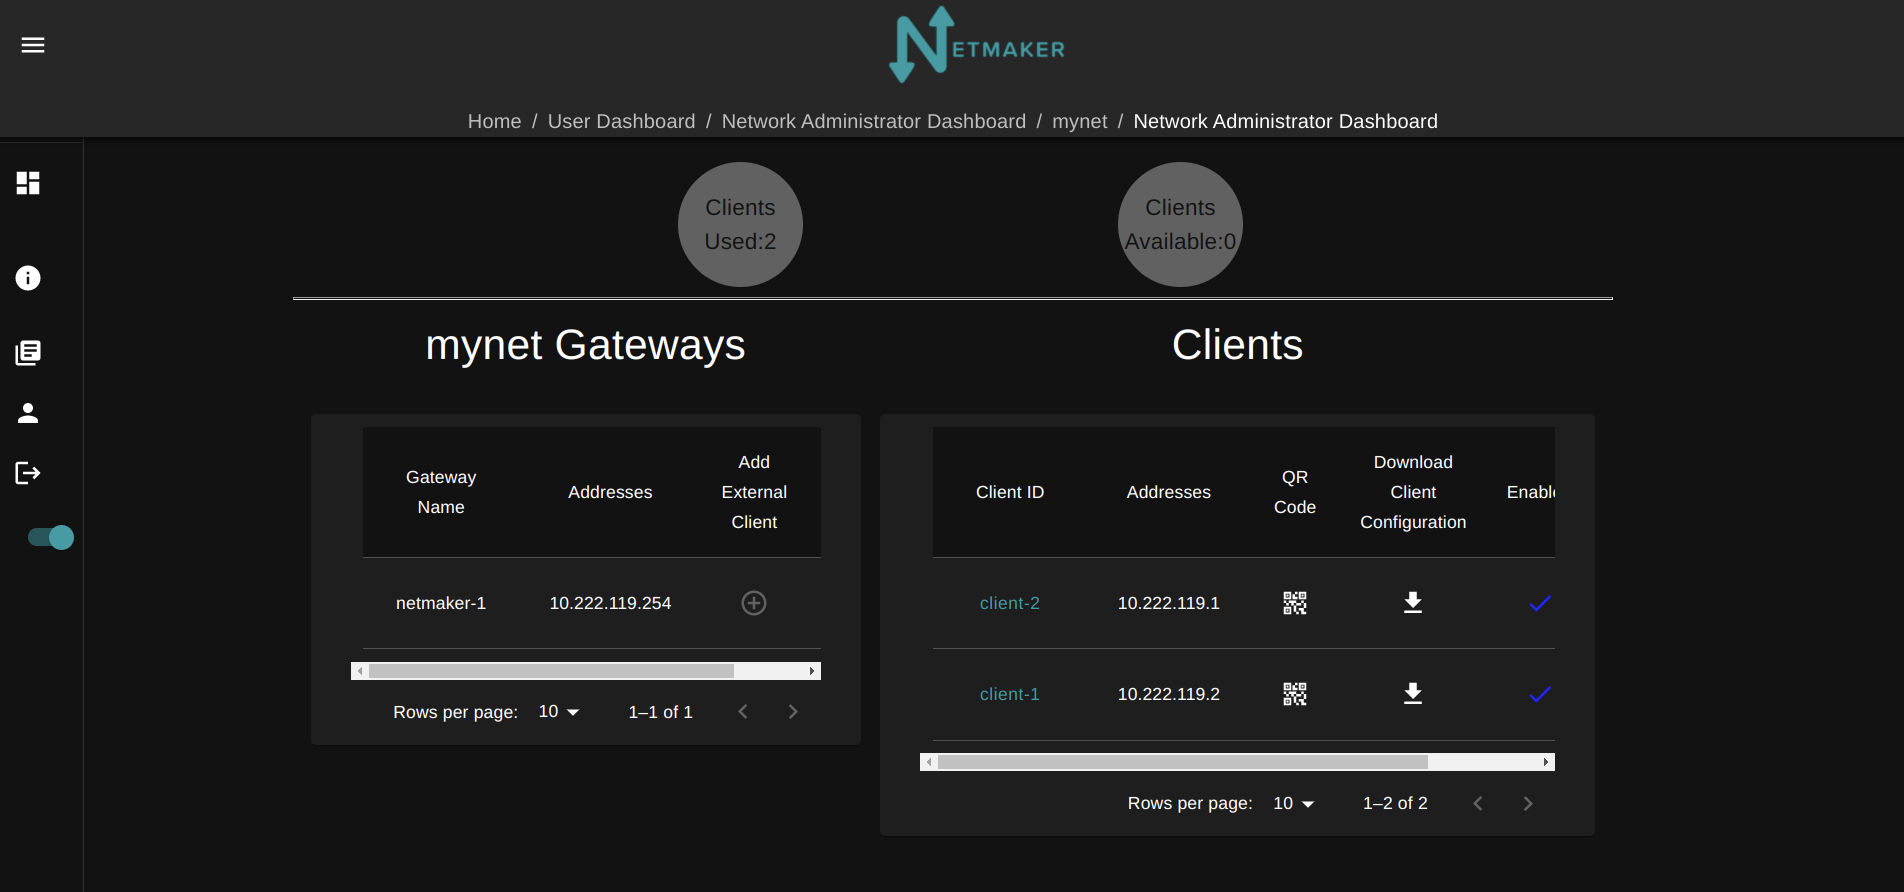 NETMAKER
Home / User Dashboard / Network Administrator Dashboard / mynet / Network Administrator Dashboard
Clients
Used:2
Clients
Available:0
mynet Gateways
Clients
Gateway
Name
Addresses
Add
External
Client
netmaker-1
10.222.119.254
Rows per page:
10
1–1 of 1
Client ID
Addresses
QR
Code
Download
Client
Configuration
Enable
client-2
10.222.119.1
client-1
10.222.119.2
Rows per page:
10
1–2 of 2